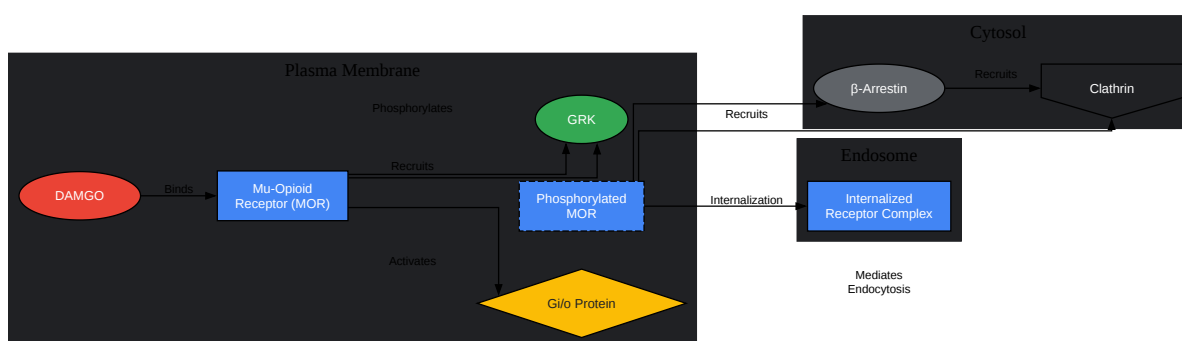 Plasma Membrane
Phosphorylates
GRK
Recruits
DAMGO
Binds
Mu-Opioid
Receptor (MOR)
Phosphorylated
MOR
Activates
Gi/o Protein
Cytosol
β-Arrestin
Recruits
Clathrin
Recruits
Endosome
Internalization
Internalized
Receptor Complex
Mediates
Endocytosis